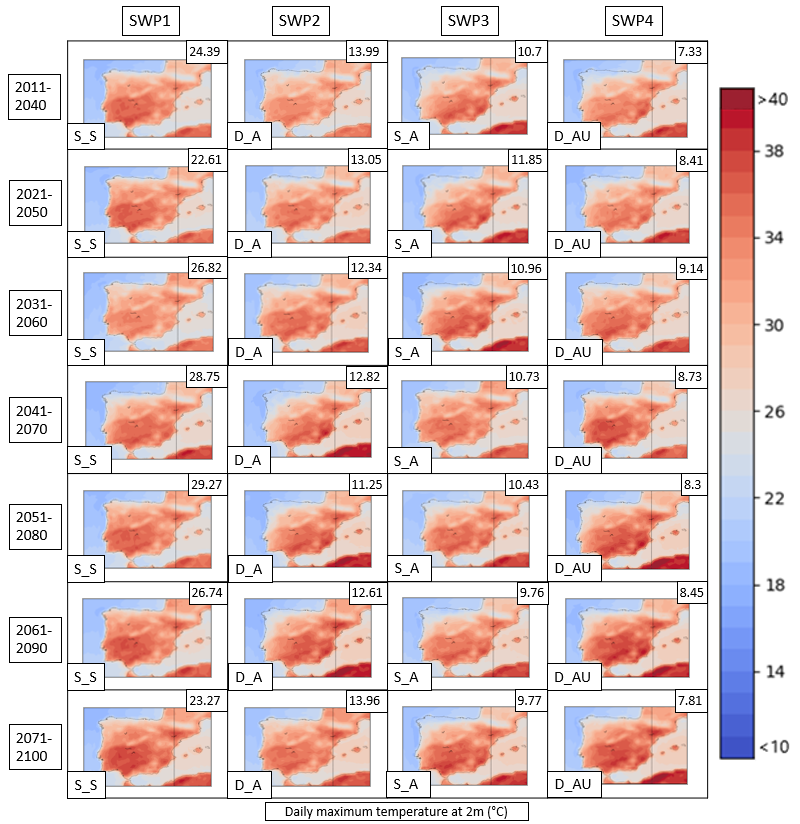 SWP1 SWP2 SWP3 SWP4
24.39 13.99 10.7 7.33
2011-
2040
S_S D_A S_A D_AU
22.61 13.05 11.85 8.41
2021-
2050
S_S D_A S_A D_AU
26.82 12.34 10.96 9.14
2031-
2060
S_S D_A S_A D_AU
28.75 12.82 10.73 8.73
2041-
2070
S_S D_A S_A D_AU
29.27 11.25 10.43 8.3
2051-
2080
S_S D_A S_A D_AU
26.74 12.61 9.76 8.45
2061-
2090
S_S D_A S_A D_AU
23.27 13.96 9.77 7.81
2071-
2100
S_S D_A S_A D_AU
>40
38
34
30
26
22
18
14
<10
Daily maximum temperature at 2m (°C)